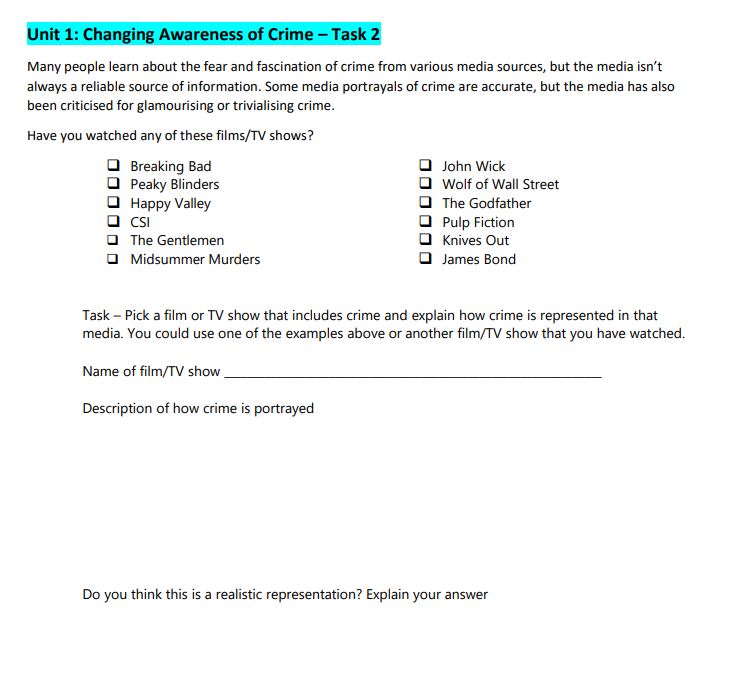 Unit 1: Changing Awareness of Crime – Task 2
Many people learn about the fear and fascination of crime from various media sources, but the media isn't
always a reliable source of information. Some media portrayals of crime are accurate, but the media has also
been criticised for glamourising or trivialising crime.
Have you watched any of these films/TV shows?
❑ Breaking Bad
❑ Peaky Blinders
❑ Happy Valley
❑ CSI
❑ The Gentlemen
❑ Midsummer Murders
❑ John Wick
❑ Wolf of Wall Street
❑ The Godfather
❑ Pulp Fiction
❑ Knives Out
❑ James Bond
Task – Pick a film or TV show that includes crime and explain how crime is represented in that
media. You could use one of the examples above or another film/TV show that you have watched.
Name of film/TV show ________________________________________________
Description of how crime is portrayed
Do you think this is a realistic representation? Explain your answer